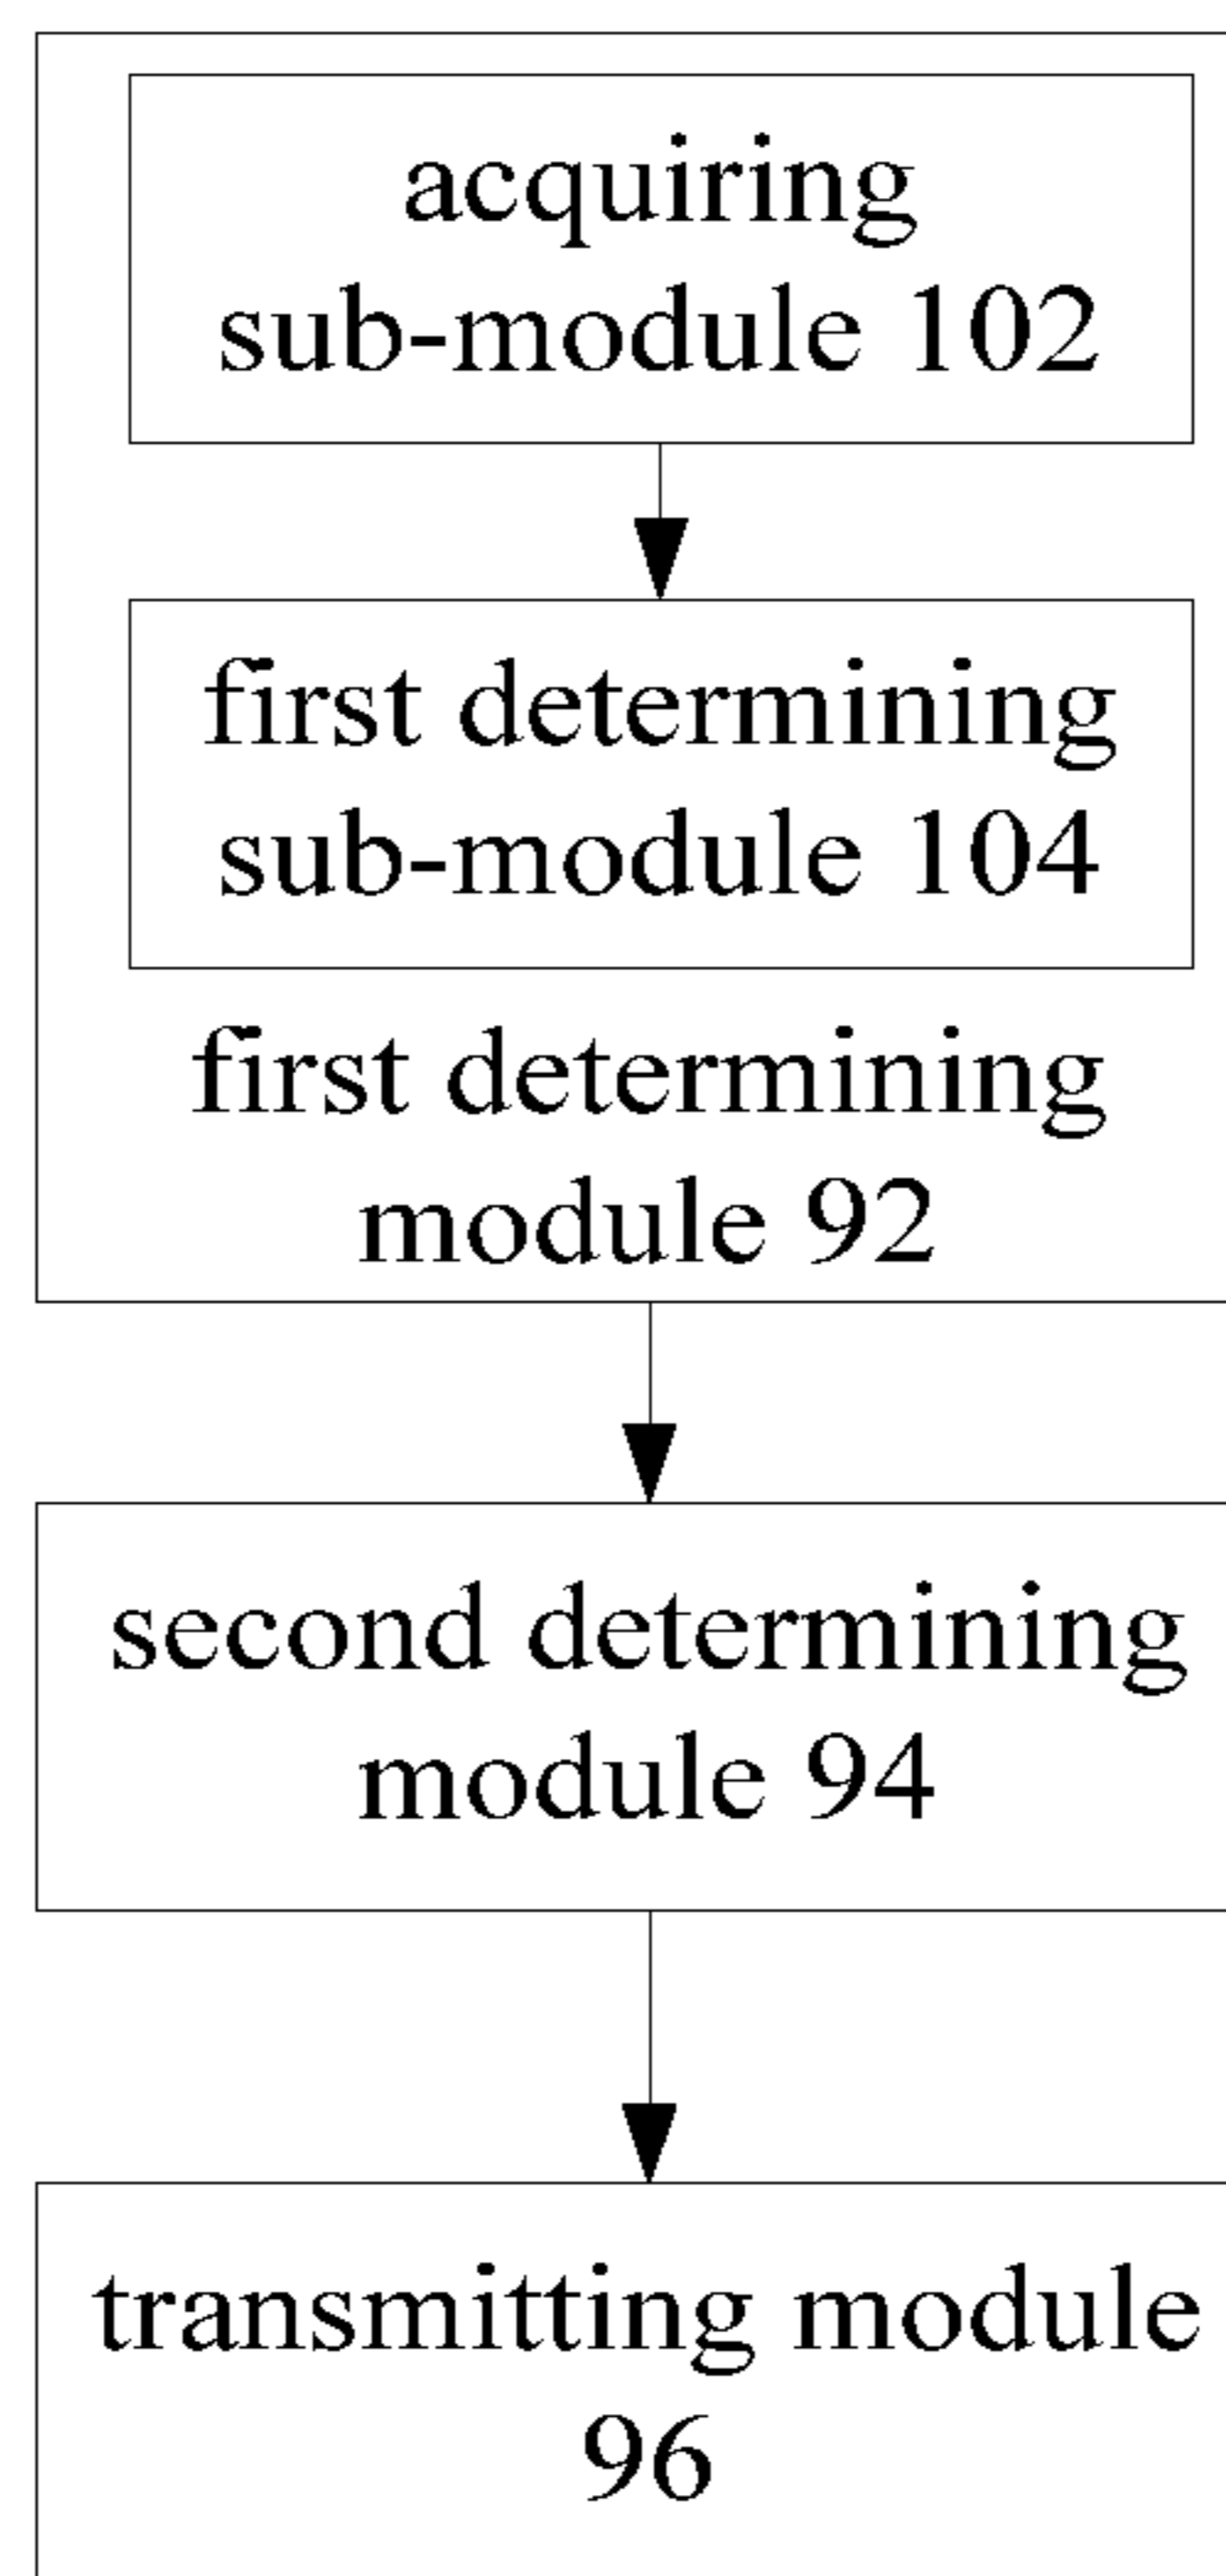 acquiring
sub-module 102
first determining
sub-module 104
first determining
module 92
second determining
module 94
transmitting module
96